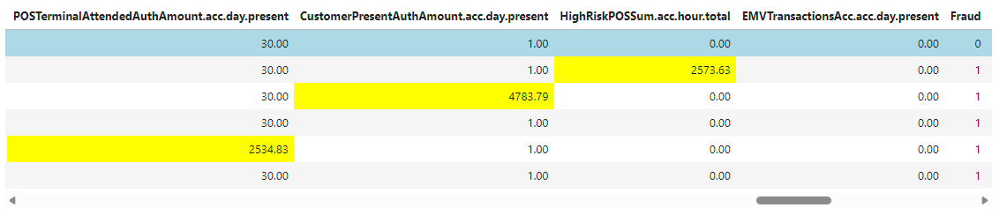 POSTerminalAttendedAuthAmount.acc.day.present CustomerPresentAuthAmount.acc.day.present HighRiskPOSSum.acc.hour.total EMVTransactionsAcc.acc.day.present Fraud
30.00 1.00 0.00 0.00 0
30.00 1.00 2573.63 0.00 1
30.00 4783.79 0.00 0.00 1
30.00 1.00 0.00 0.00 1
2534.83 1.00 0.00 0.00 1
30.00 1.00 0.00 0.00 1